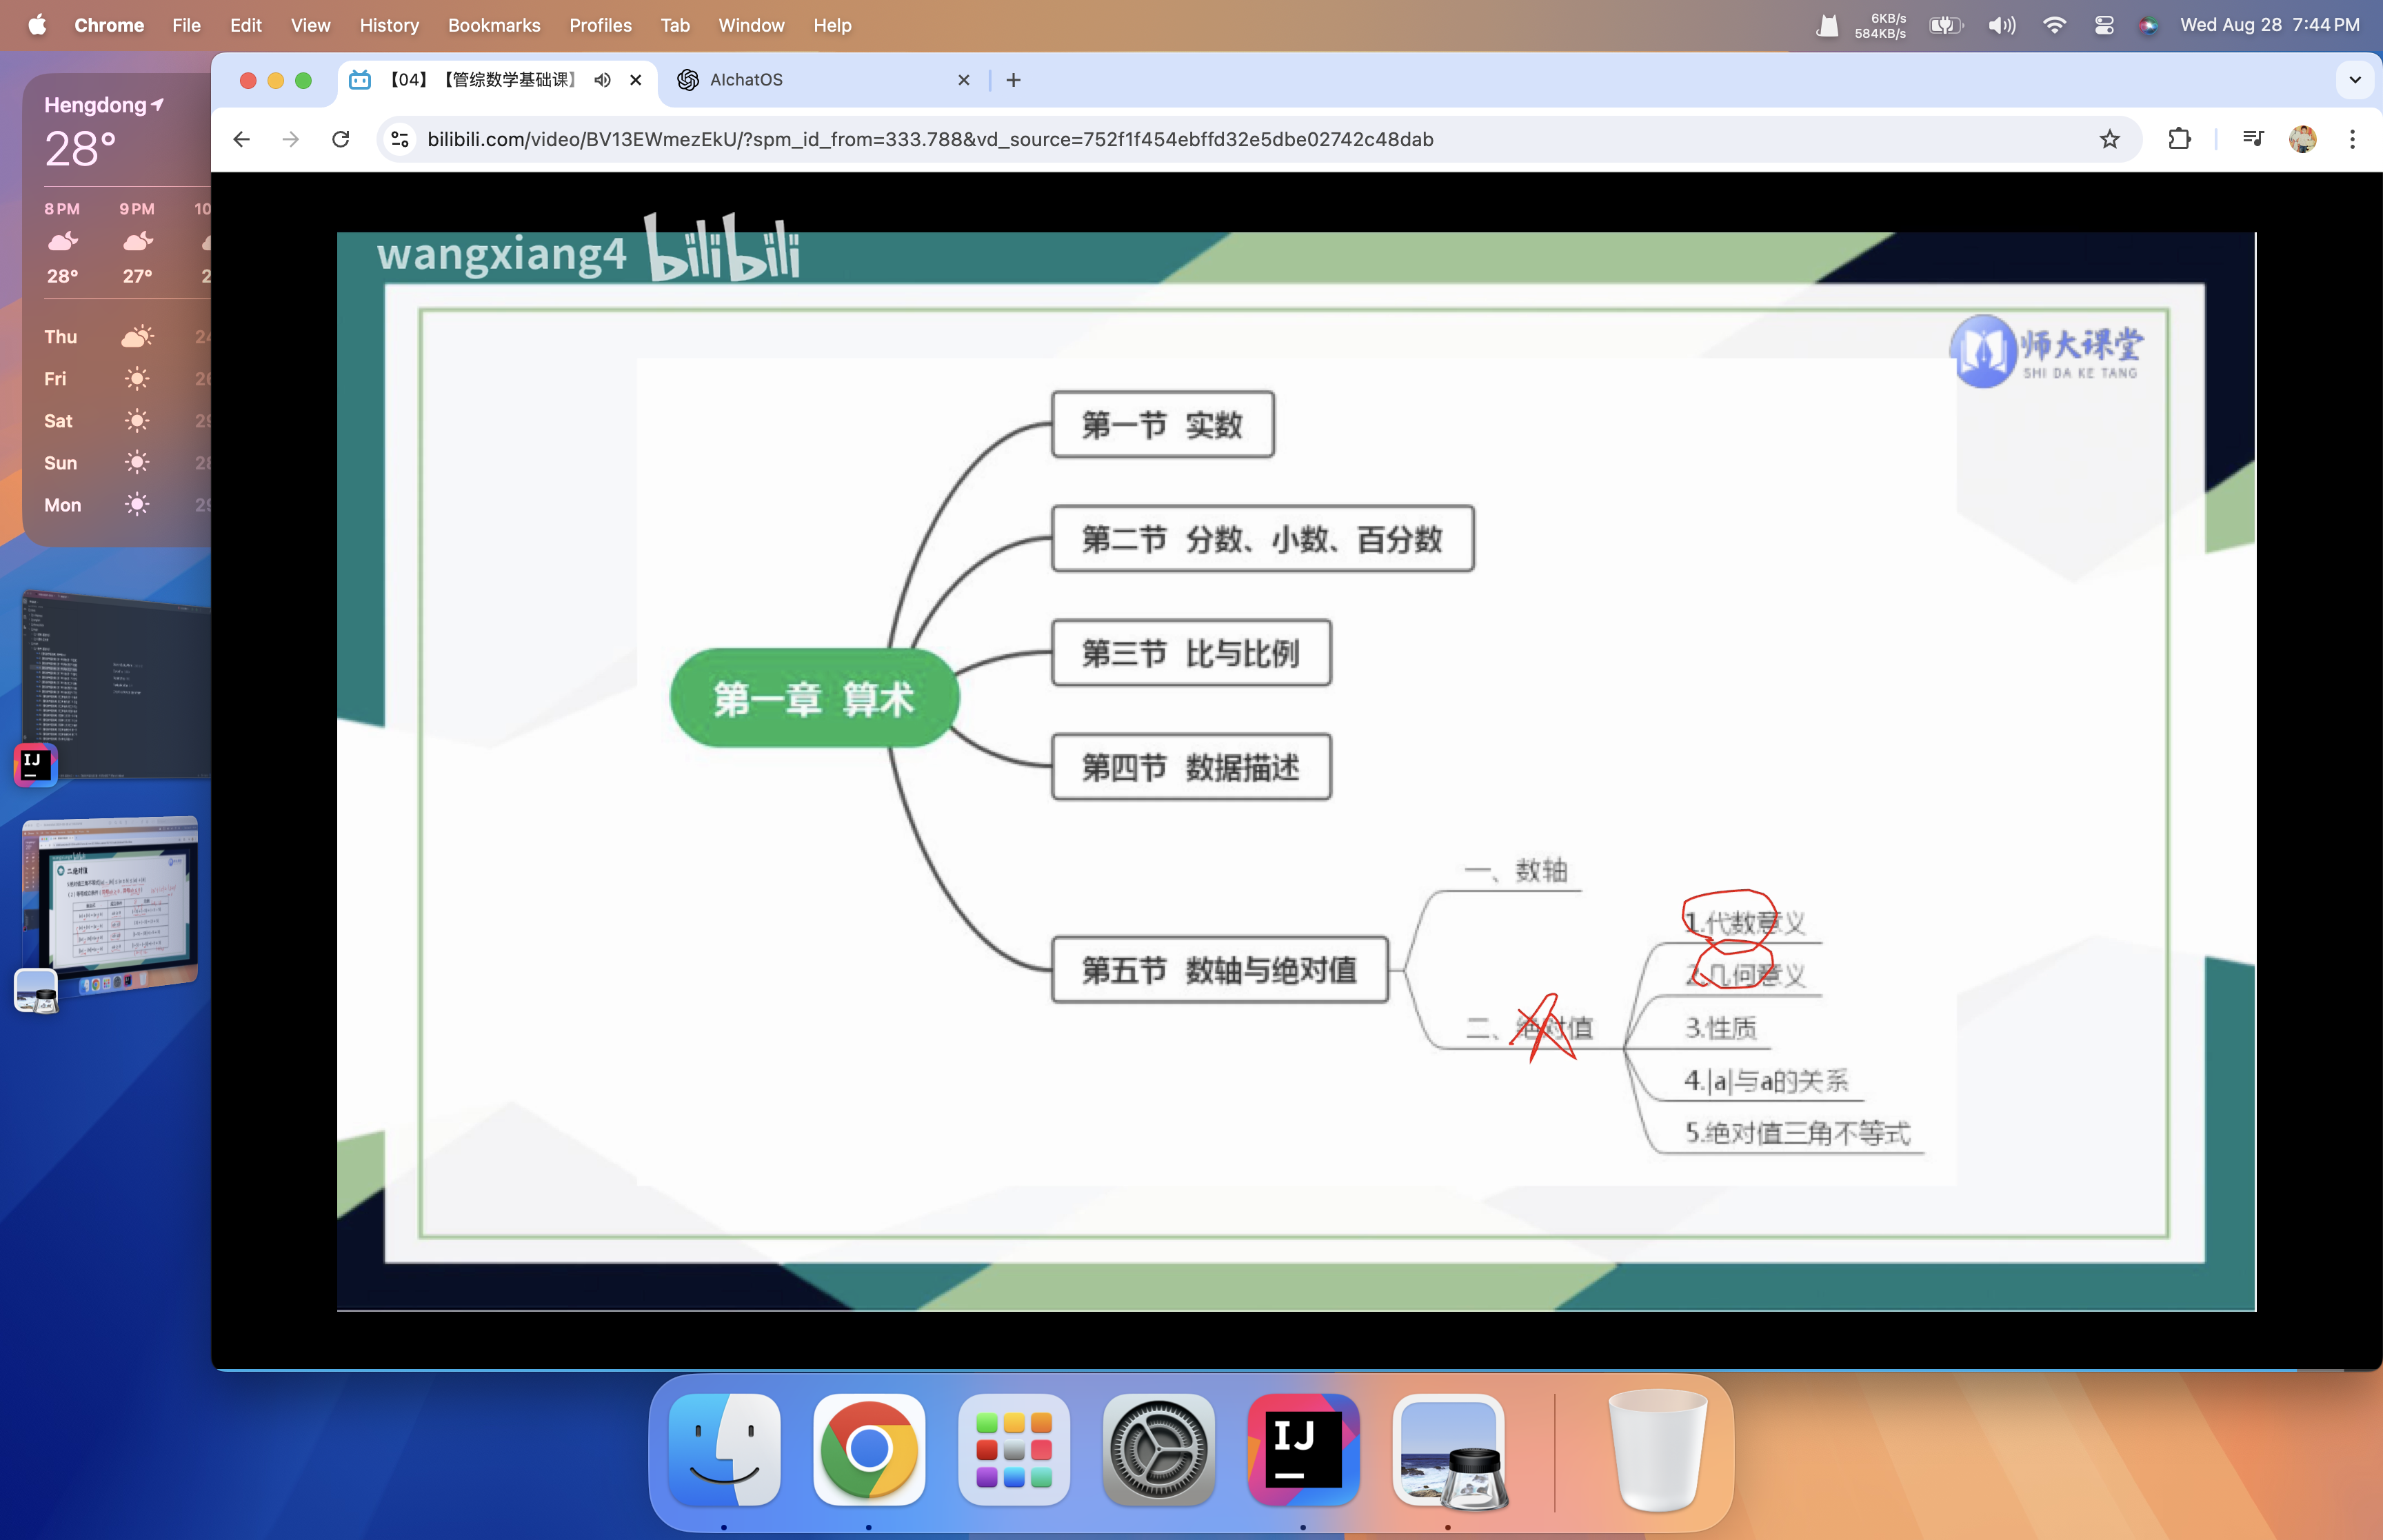 Chrome File Edit View History Bookmarks Profiles Tab Window Help
6KB/s
584KB/s
Wed Aug 28 7:44 PM
【04】【管综数学基础课】
AIchatOS
bilibili.com/video/BV13EWmezEkU/?spm_id_from=333.788&vd_source=752f1f454ebffd32e5dbe02742c48dab
Hengdong
28°
8 PM 9 PM 10
28° 27° 2
Thu
Fri
Sat
Sun
Mon
wangxiang4 bilibili
师大课堂
SHI DA KE TANG
第一章 算术
第一节 实数
第二节 分数、小数、百分数
第三节 比与比例
第四节 数据描述
第五节 数轴与绝对值
一、数轴
二、绝对值
1.代数意义
2.几何意义
3.性质
4.|a|与a的关系
5.绝对值三角不等式
IJ
IJ